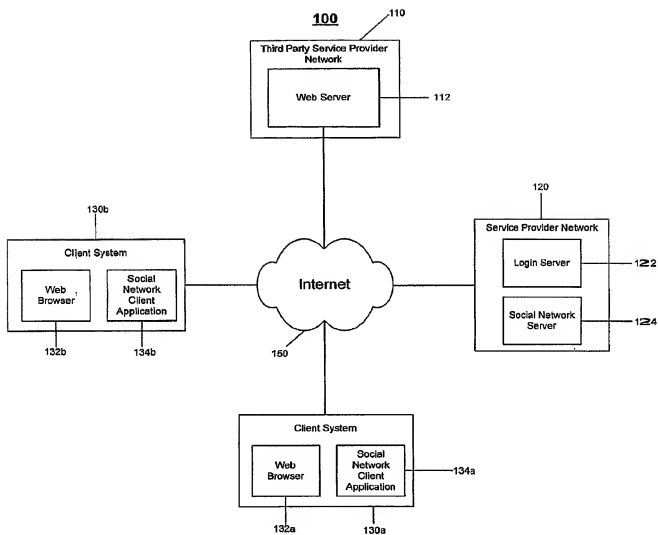 100
110
Third Party Service Provider
Network
Web Server
112
130b
Client System
Web
Browser
Social
Network
Client
Application
132b
134b
Internet
150
120
Service Provider Network
Login Server
122
Social Network
Server
124
Client System
Web
Browser
Social
Network
Client
Application
134a
132a
130a